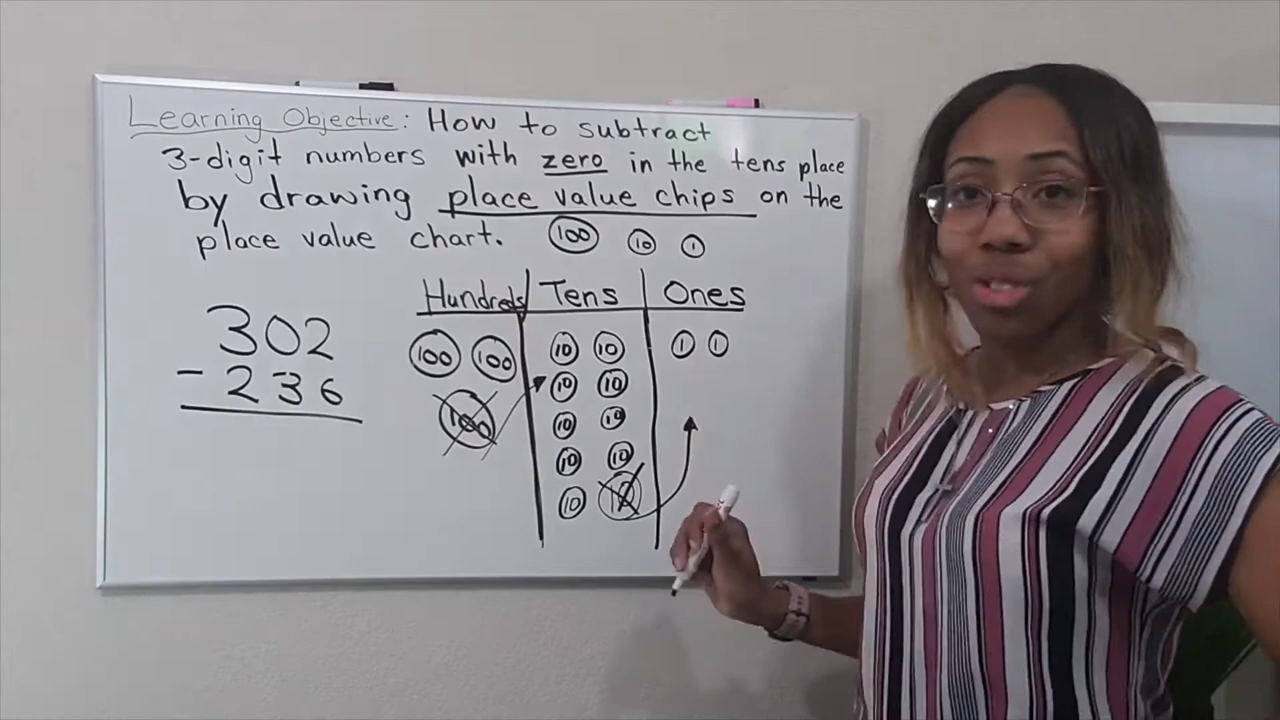 Learning Objective: How to subtract
3-digit numbers with zero in the tens place
by drawing place value chips on the
place value chart. 100 10 1
Hundreds Tens Ones
302
- 236
100 100 10 10 1 1
10 10
100 10 10
10 10
10 10